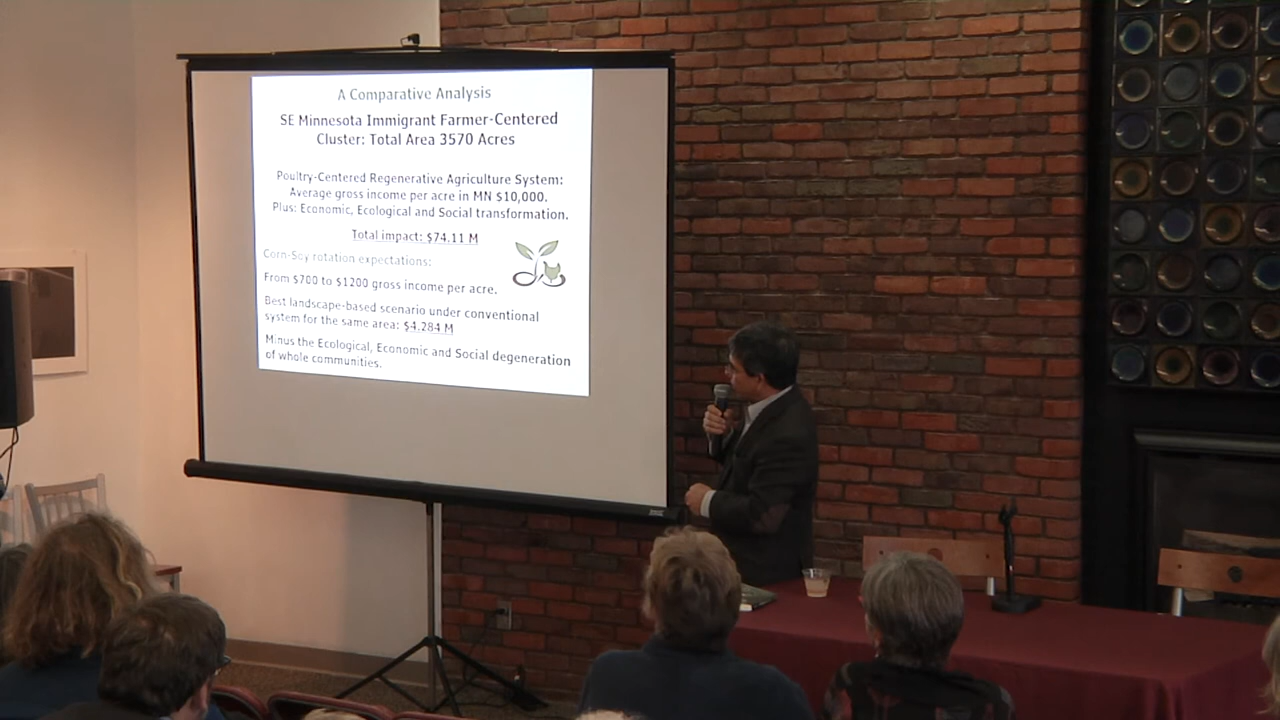 A Comparative Analysis
SE Minnesota Immigrant Farmer-Centered
Cluster: Total Area 3570 Acres
Poultry-Centered Regenerative Agriculture System:
Average gross income per acre in MN $10,000.
Plus: Economic, Ecological and Social transformation.
Total impact: $74.11 M
Corn-Soy rotation expectations:
From $700 to $1200 gross income per acre.
Best landscape-based scenario under conventional
system for the same area: $4.284 M
Minus the Ecological, Economic and Social degeneration
of whole communities.